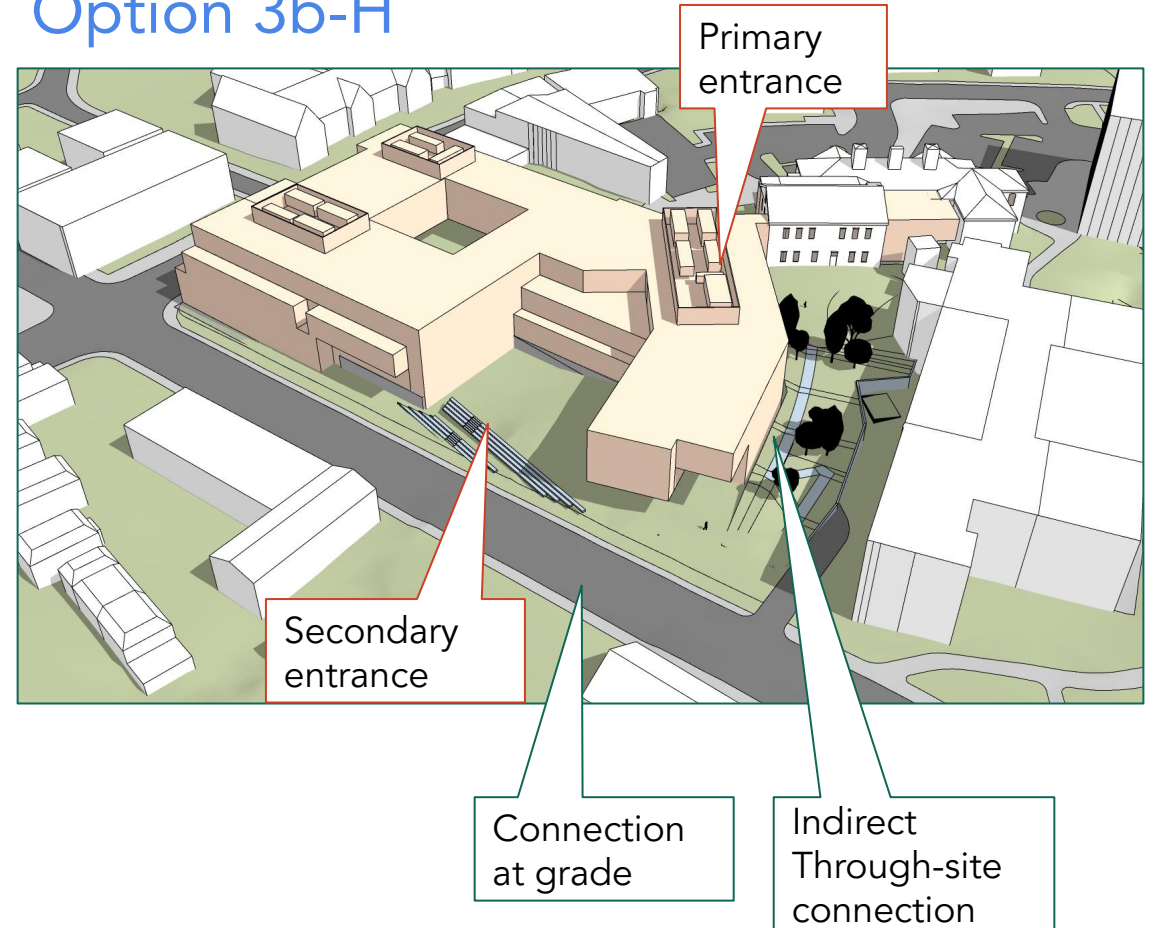 Option 3b-H
Primary
entrance
Secondary
entrance
Connection
at grade
Indirect
Through-site
connection